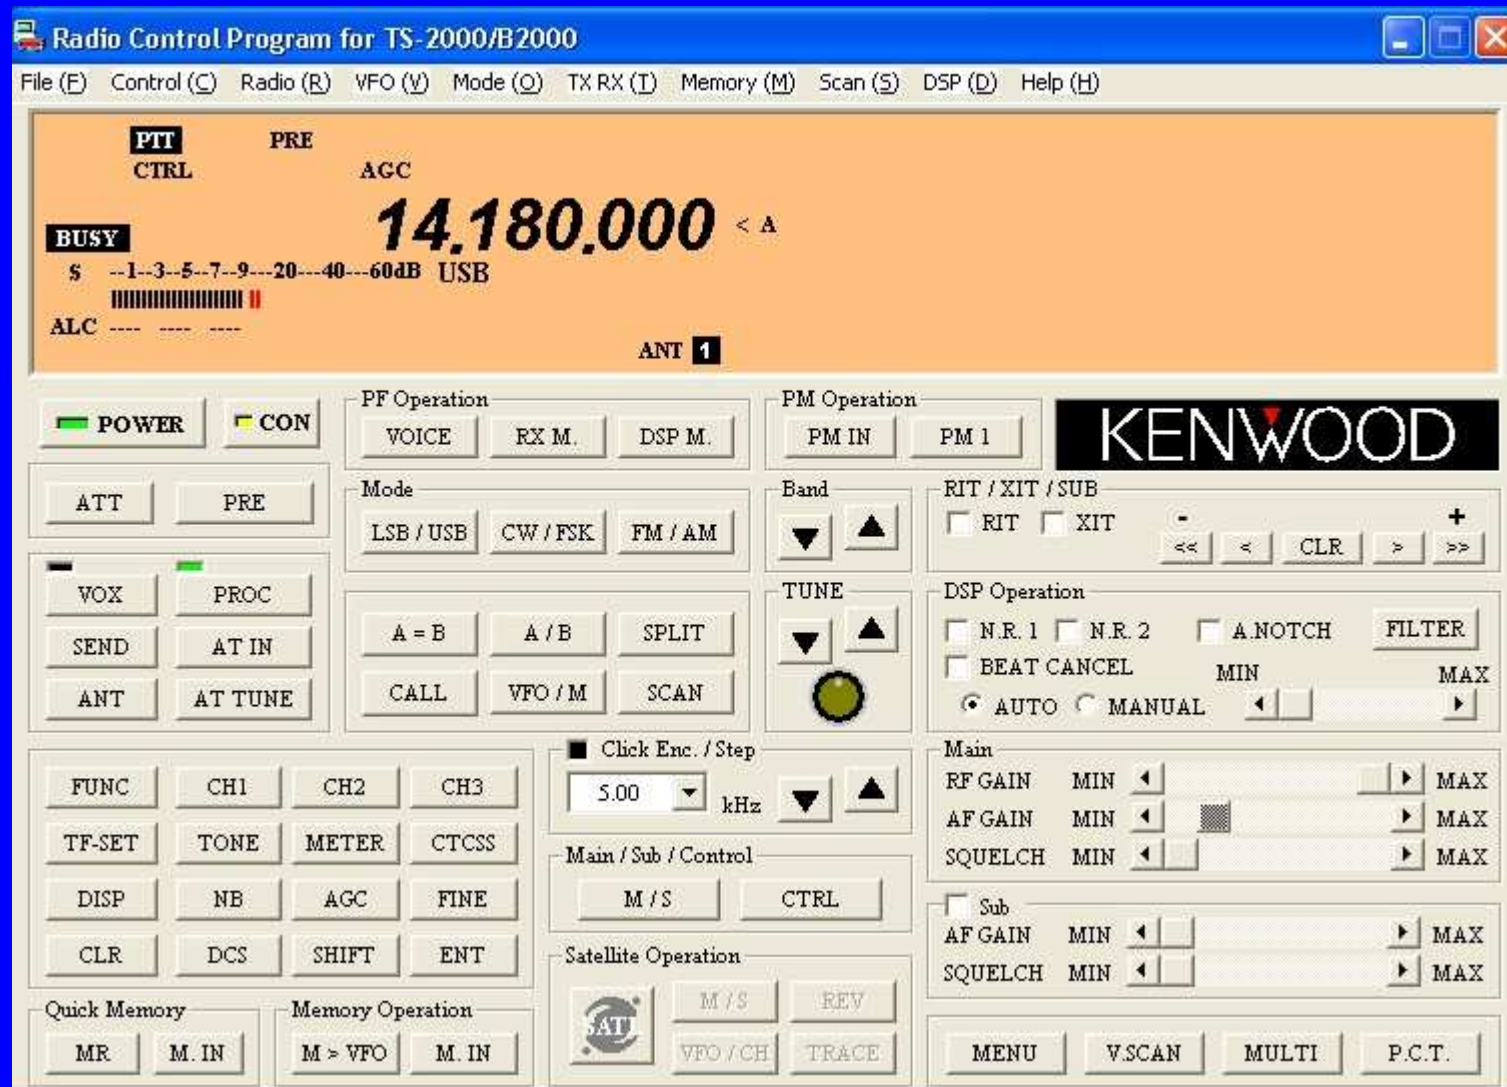 Radio Control Program for TS-2000/B2000
File (F) Control (C) Radio (R) VFO (V) Mode (O) TX RX (T) Memory (M) Scan (S) DSP (D) Help (H)
PTT PRE
CTRL AGC
14.180.000 < A
BUSY
S --1--3--5--7--9---20---40---60dB USB
ALC ---- ---- ----
ANT 1
POWER CON
PF Operation
VOICE RX M. DSP M.
PM Operation
PM IN PM 1
KENWOOD
ATT PRE
Mode
LSB / USB CW / FSK FM / AM
Band
RIT / XIT / SUB
RIT XIT - +
<< < CLR > >>
VOX PROC
SEND AT IN
ANT AT TUNE
A = B A / B SPLIT
CALL VFO / M SCAN
TUNE
DSP Operation
N.R. 1 N.R. 2 A.NOTCH FILTER
BEAT CANCEL MIN MAX
AUTO MANUAL
FUNC CH1 CH2 CH3
TF-SET TONE METER CTCSS
DISP NB AGC FINE
CLR DCS SHIFT ENT
Click Enc. / Step
5.00 kHz
Main / Sub / Control
M / S CTRL
Main
RF GAIN MIN MAX
AF GAIN MIN MAX
SQUELCH MIN MAX
Sub
AF GAIN MIN MAX
SQUELCH MIN MAX
Quick Memory
MR M. IN
Memory Operation
M > VFO M. IN
Satellite Operation
SATL M / S REV
VFO / CH TRACE
MENU V.SCAN MULTI P.C.T.